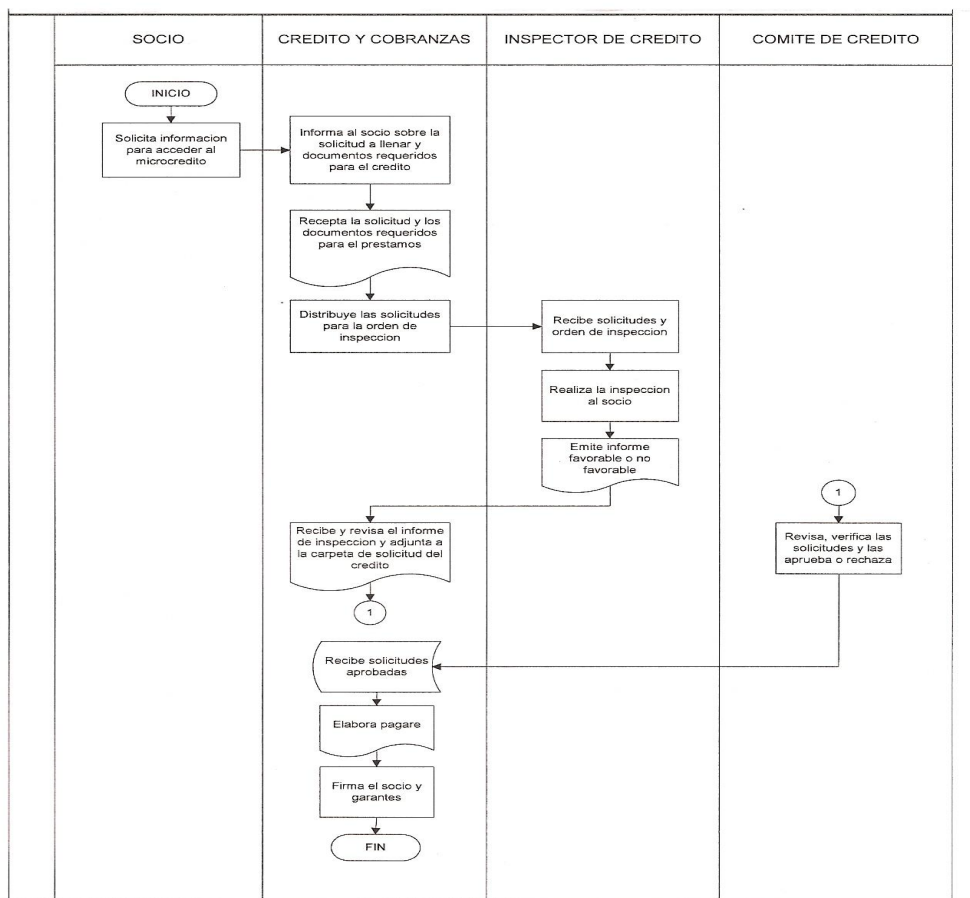 SOCIO
CREDITO Y COBRANZAS
INSPECTOR DE CREDITO
COMITE DE CREDITO
INICIO
Solicita informacion
para acceder al
microcredito
Informa al socio sobre la
solicitud a llenar y
documentos requeridos
para el credito
Recepta la solicitud y los
documentos requeridos
para el prestamos
Distribuye las solicitudes
para la orden de
inspeccion
Recibe solicitudes y
orden de inspeccion
Realiza la inspeccion
al socio
Emite informe
favorable o no
favorable
Recibe y revisa el informe
de inspeccion y adjunta a
la carpeta de solicitud del
credito
1
1
Revisa, verifica las
solicitudes y las
aprueba o rechaza
Recibe solicitudes
aprobadas
Elabora pagare
Firma el socio y
garantes
FIN